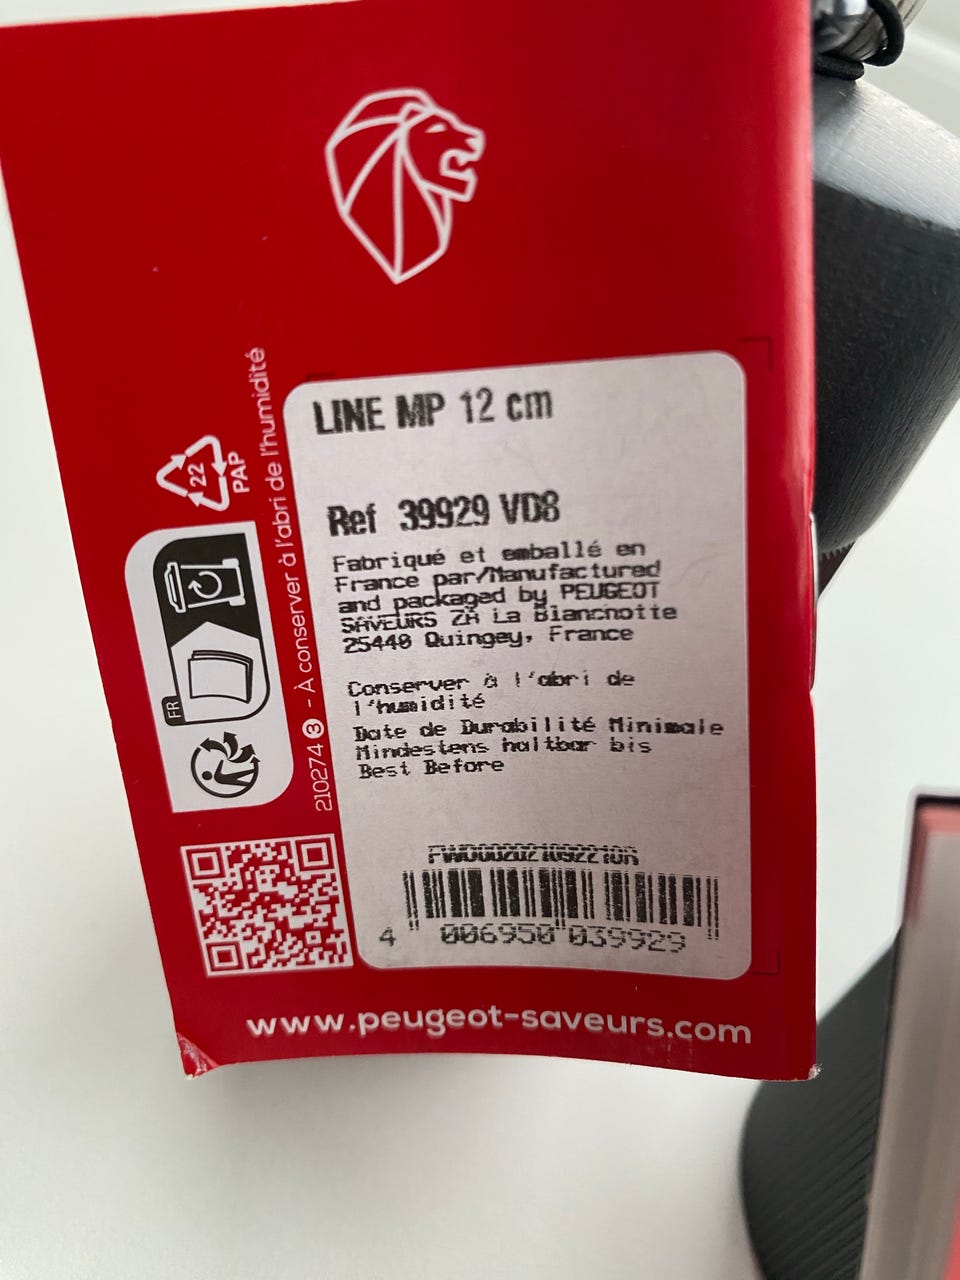 LINE MP 12 cm
Ref 39929 VD8
Fabriqué et emballé en
France par/Manufactured
and packaged by PEUGEOT
SAVEURS ZA La Blanchotte
25440 Quingey, France
Conserver à l'abri de
l'humidité
Date de Durabilité Minimale
Mindestens haltbar bis
Best Before
4 006950 039929
22
PAP
FR
210274 3 - À conserver à l'abri de l'humidité
www.peugeot-saveurs.com